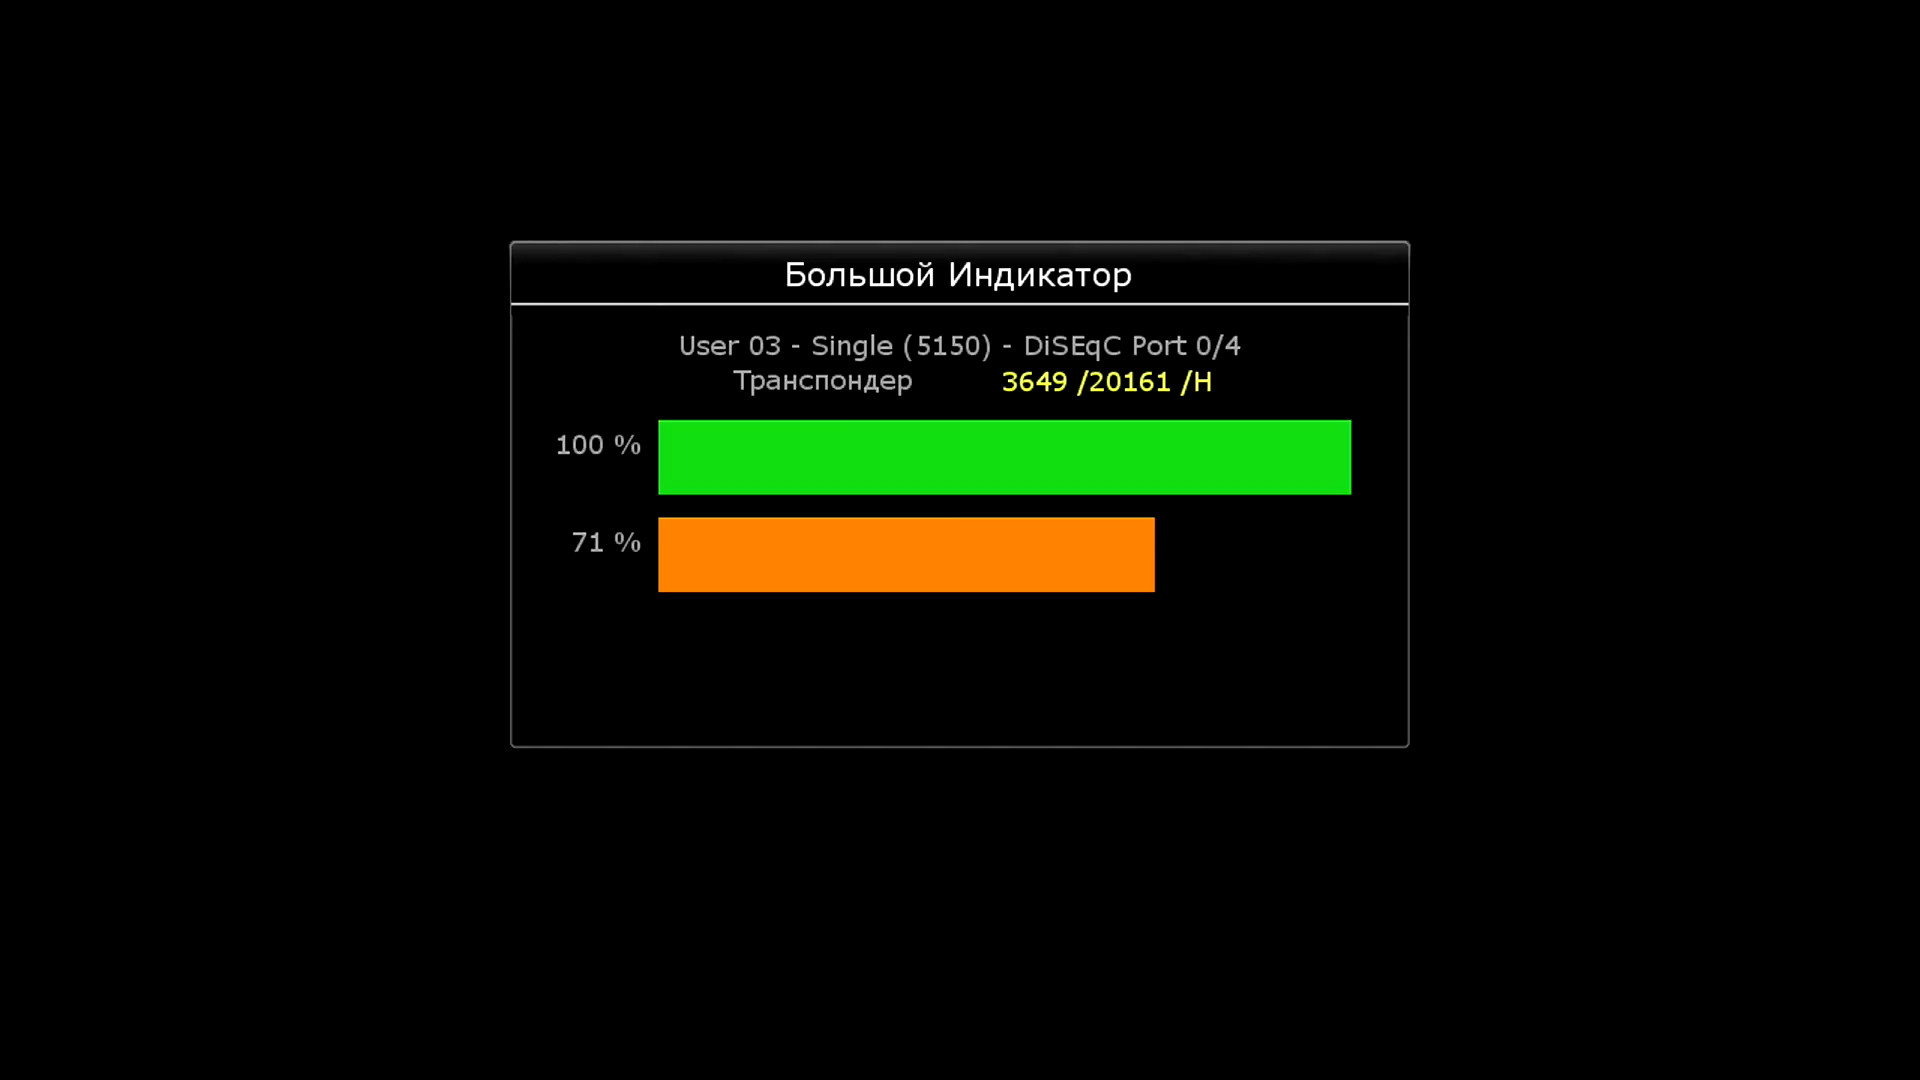 Большой Индикатор
User 03 - Single (5150) - DiSEqC Port 0/4
Транспондер 3649 /20161 /H
100 %
71 %